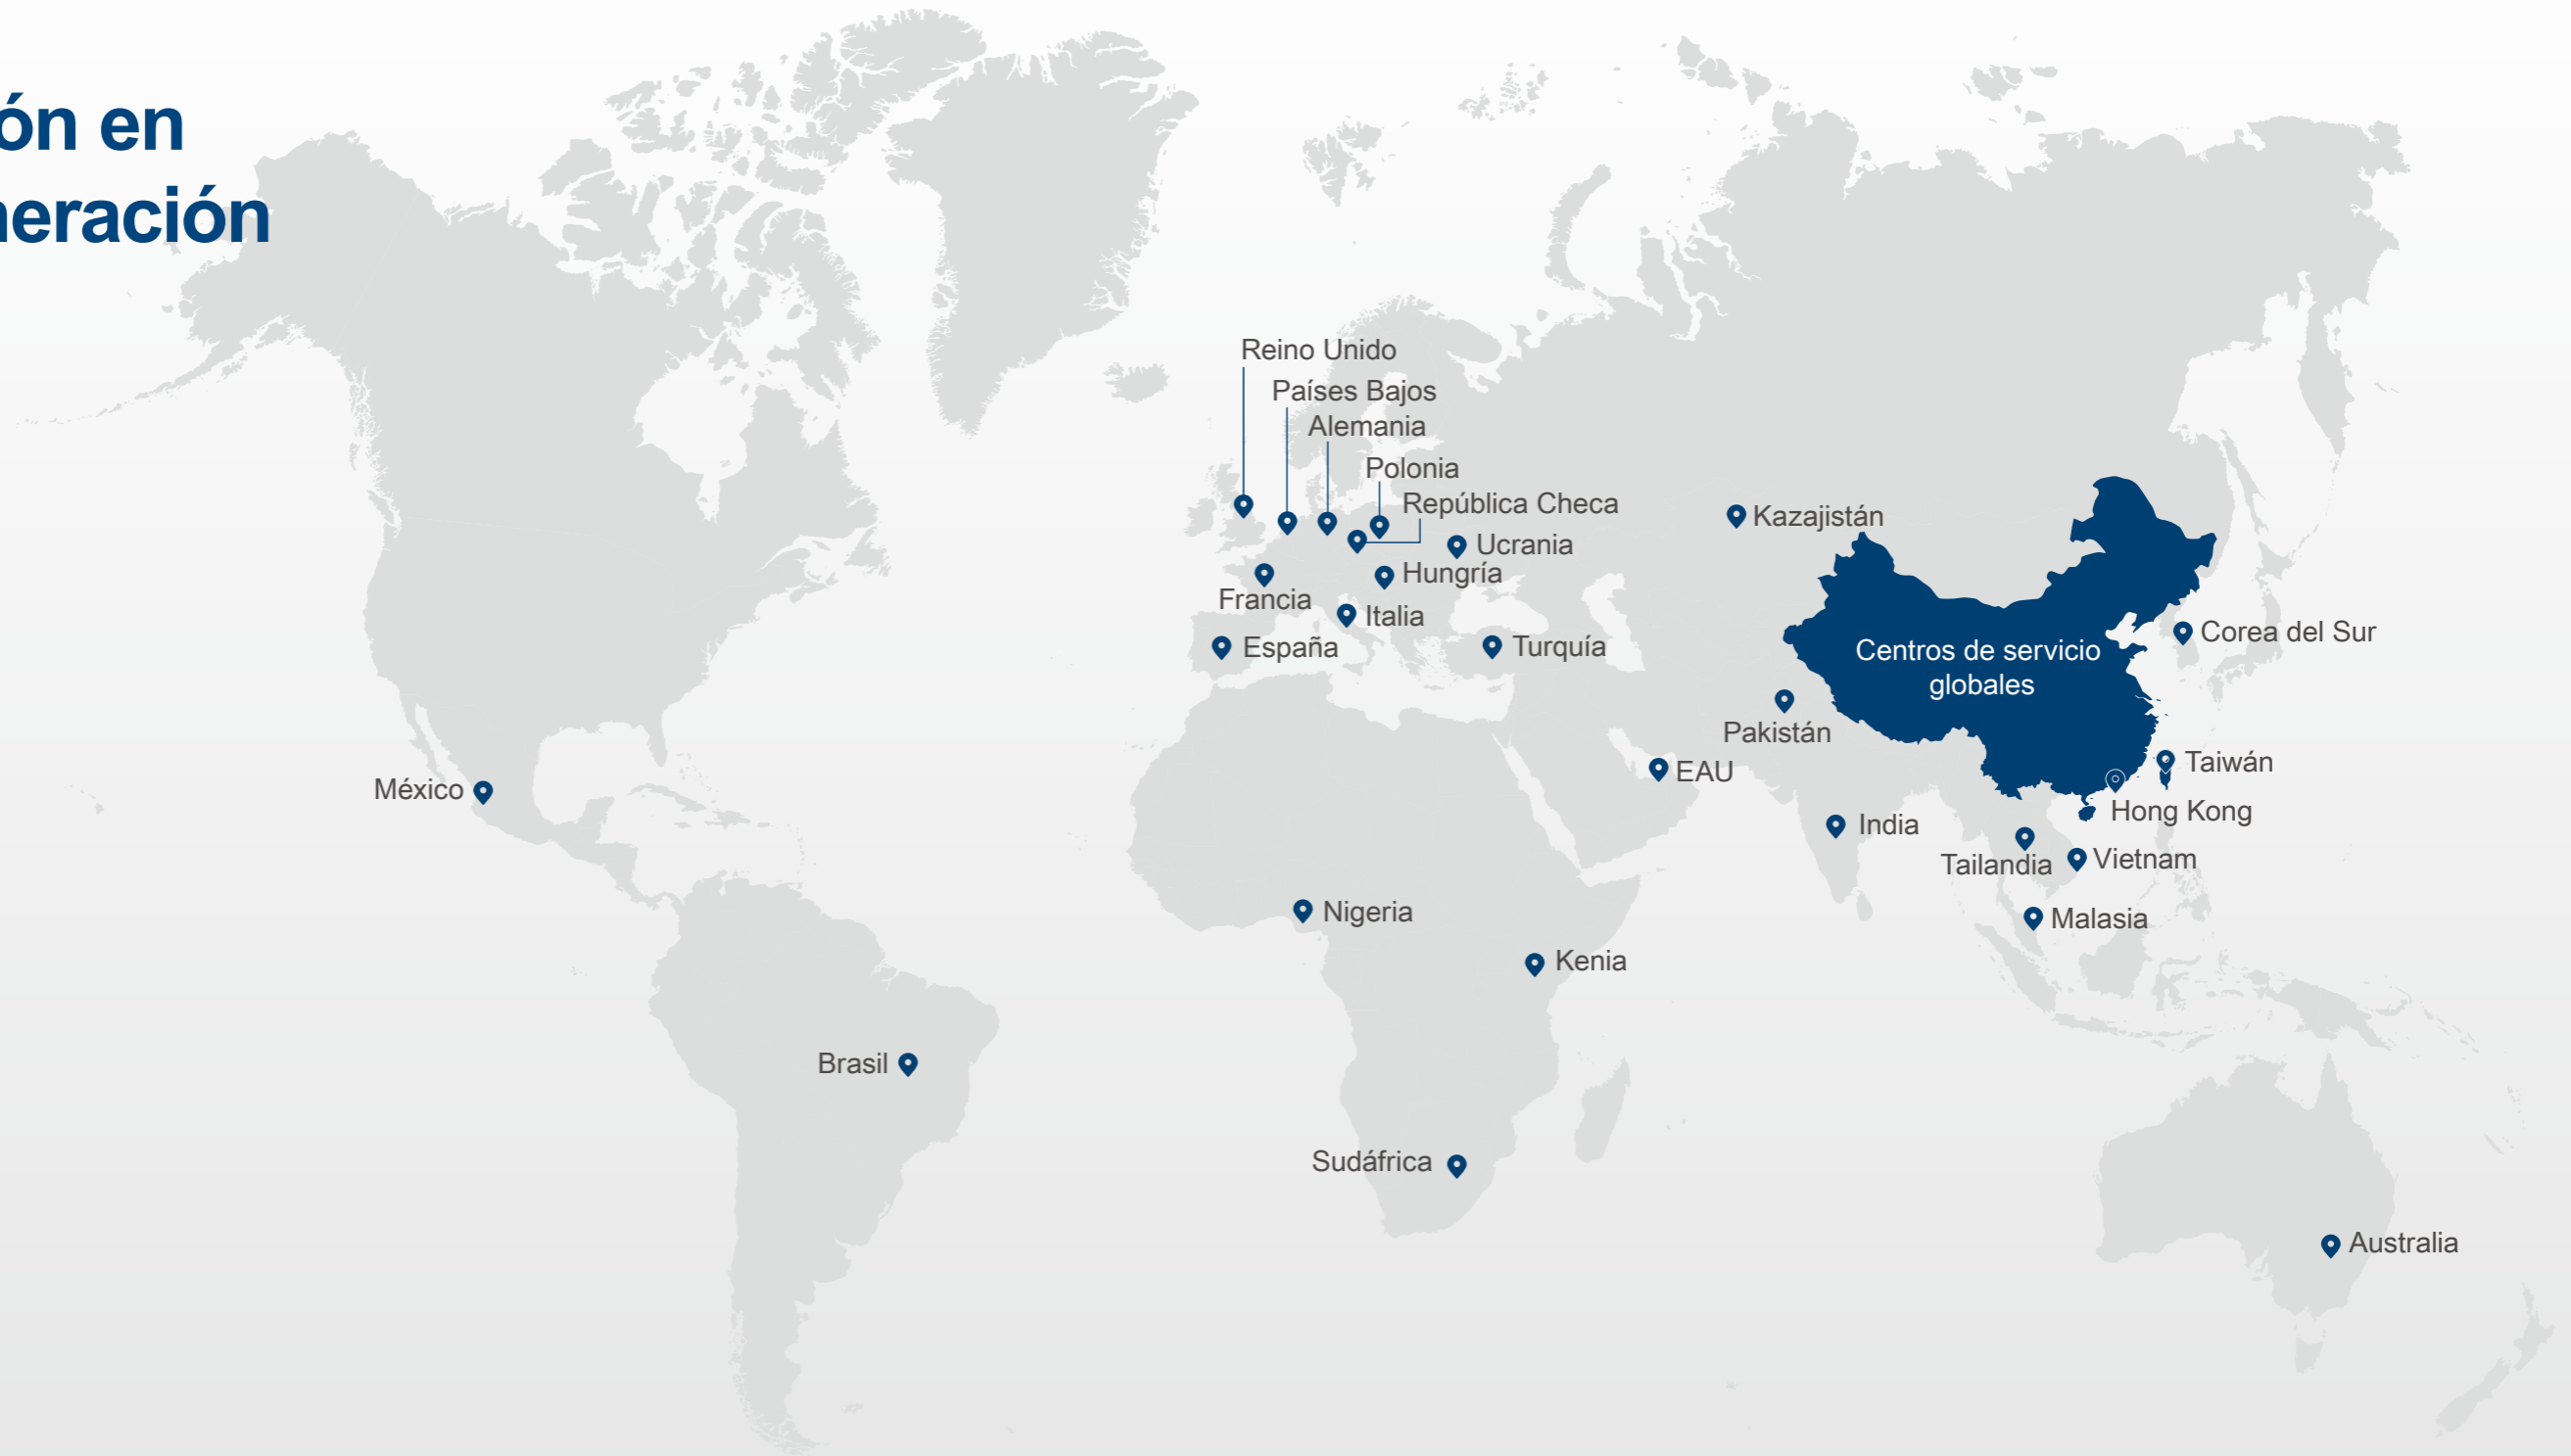 ón en
neración
Reino Unido
Países Bajos
Alemania
Polonia
República Checa
Kazajistán
Ucrania
Hungría
Francia
Italia
España
Turquía
Corea del Sur
Centros de servicio
globales
Pakistán
Taiwán
EAU
México
Hong Kong
India
Tailandia
Vietnam
Nigeria
Malasia
Kenia
Brasil
Sudáfrica
Australia